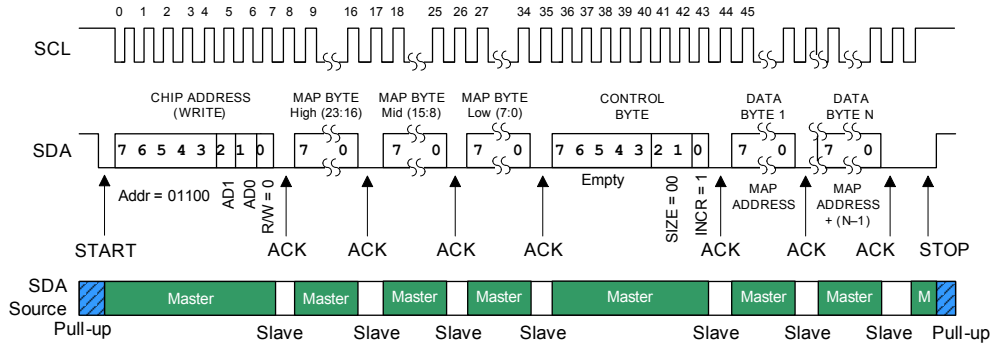 0 1 2 3 4 5 6 7 8 9 16 17 18 25 26 27 34 35 36 37 38 39 40 41 42 43 44 45
SCL
CHIP ADDRESS
(WRITE)
MAP BYTE
High (23:16)
MAP BYTE
Mid (15:8)
MAP BYTE
Low (7:0)
CONTROL
BYTE
DATA
BYTE 1
DATA
BYTE N
SDA
7 6 5 4 3 2 1 0
7 0
7 0
7 0
7 6 5 4 3 2 1 0
7 0
7 0
Addr = 01100
AD1
AD0
R/W = 0
Empty
SIZE = 00
INCR = 1
MAP
ADDRESS
MAP
ADDRESS
+ (N–1)
START
ACK
ACK
ACK
ACK
ACK
ACK
ACK
STOP
SDA
Source
Master
Master
Master
Master
Master
Master
Master
M
Pull-up
Slave
Slave
Slave
Slave
Slave
Slave
Slave
Pull-up